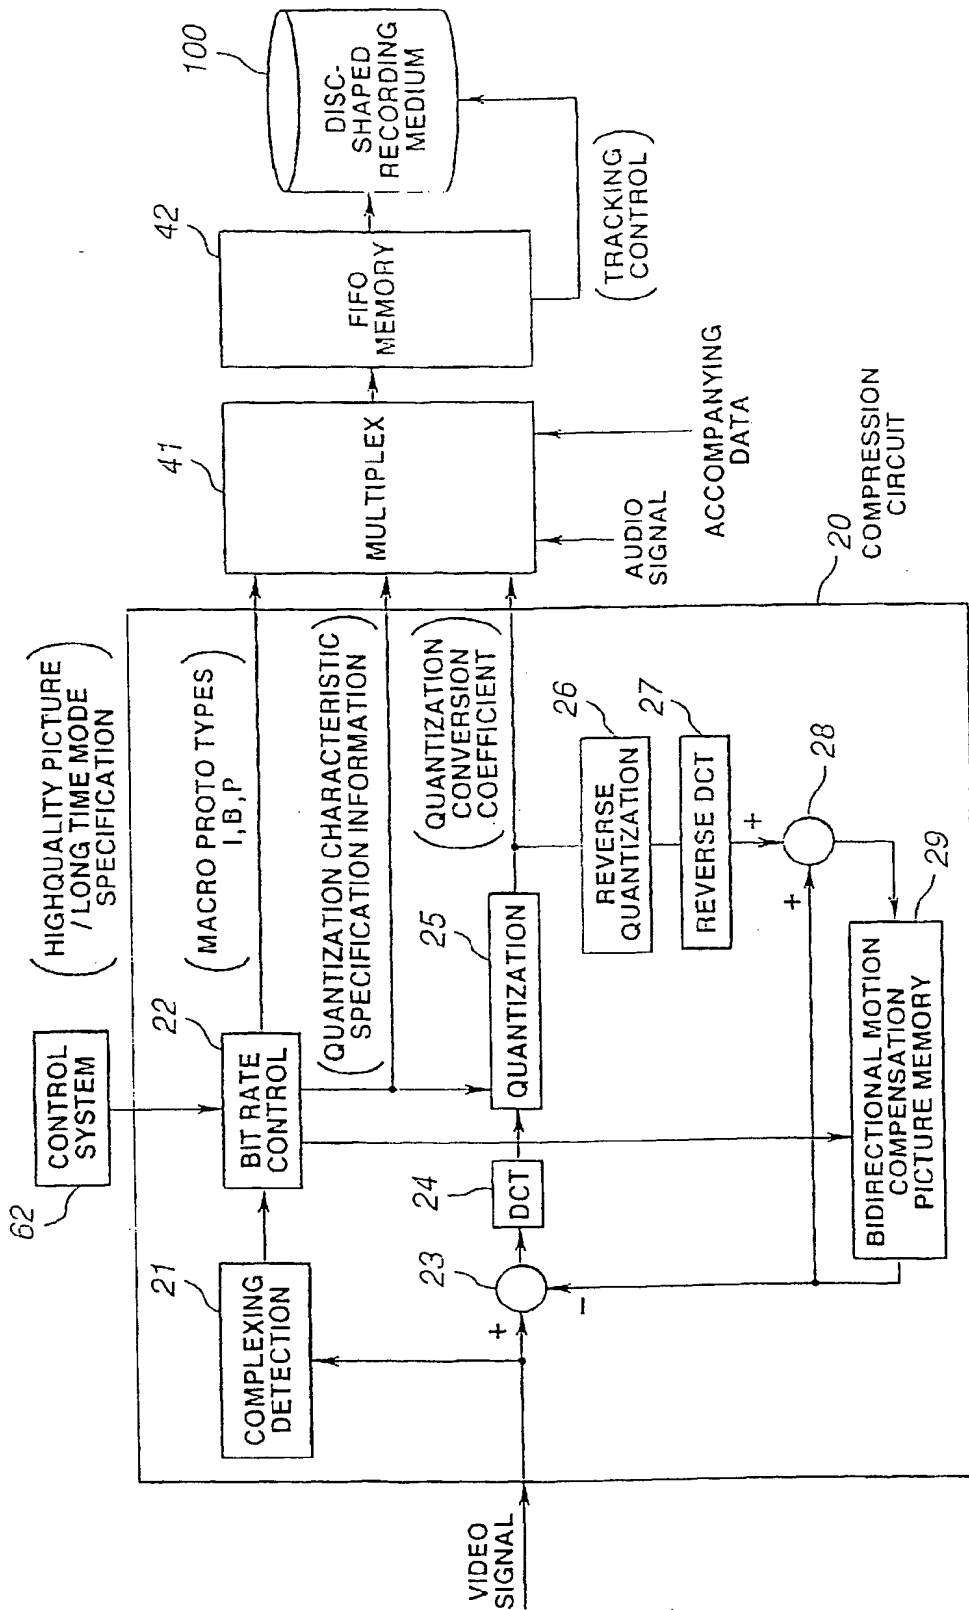 VIDEO
SIGNAL
62
CONTROL
SYSTEM
(HIGHQUALITY PICTURE
/LONG TIME MODE
SPECIFICATION)
21
COMPLEXING
DETECTION
22
BIT RATE
CONTROL
(MACRO PROTO TYPES
I,B,P)
(QUANTIZATION CHARACTERISTIC
SPECIFICATION INFORMATION)
(QUANTIZATION
CONVERSION
COEFFICIENT)
+
−
23
24
DCT
25
QUANTIZATION
26
REVERSE
QUANTIZATION
27
REVERSE DCT
+
+
28
29
BIDIRECTIONAL MOTION
COMPENSATION
PICTURE MEMORY
20
COMPRESSION
CIRCUIT
41
MULTIPLEX
AUDIO
SIGNAL
ACCOMPANYING
DATA
42
FIFO
MEMORY
(TRACKING
CONTROL)
100
DISC-
SHAPED
RECORDING
MEDIUM